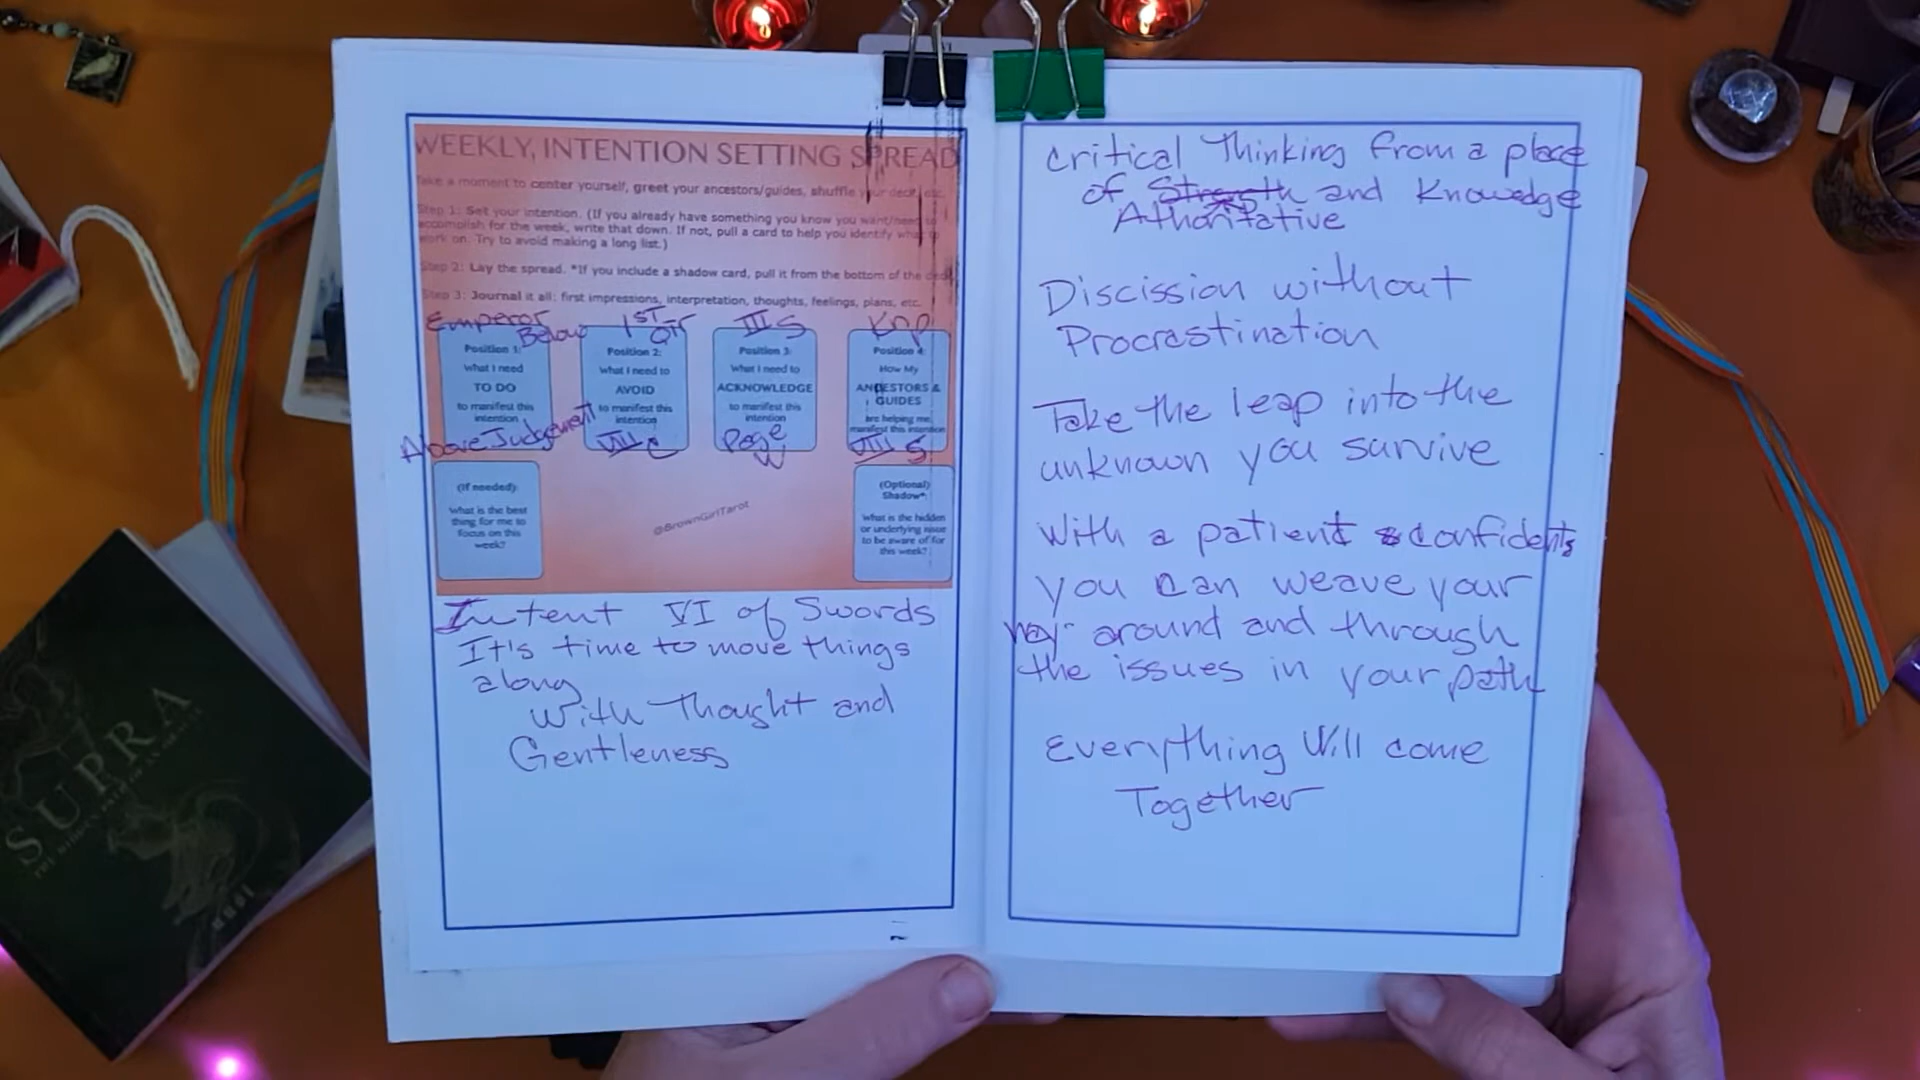 WEEKLY, INTENTION SETTING SPREAD
Take a moment to center yourself, greet your ancestors/guides, shuffle your deck, etc.
Step 1: Set your intention. (If you already have something you know you want/need to
accomplish for the week, write that down. If not, pull a card to help you identify what to
work on. Try to avoid making a long list.)
Step 2: Lay the spread. *If you include a shadow card, pull it from the bottom of the deck.
Step 3: Journal it all: first impressions, interpretation, thoughts, feelings, plans, etc.
Emperor
Below
Position 1:
What I need
TO DO
to manifest this
intention
Above Judgement
1ST
Position 2:
What I need to
AVOID
to manifest this
intention
III S
Position 3:
What I need to
ACKNOWLEDGE
to manifest this
intention
Page
W
Position 4:
How My
ANCESTORS &
GUIDES
are helping me
manifest this intention
(If needed)
What is the best
thing for me to
focus on this
week?
@BrownGirlTarot
(Optional)
Shadow*
What is the hidden
or underlying issue
to be aware of for
this week?
Intent VI of Swords
It's time to move things
along
With Thought and
Gentleness
Critical Thinking from a place
of Strength and Knowedge
Athoritative
Discission without
Procrastination
Take the leap into the
unknown you survive
With a patient & confidents
you can weave your
way around and through
the issues in your path
Everything Will come
Together
SUPRA